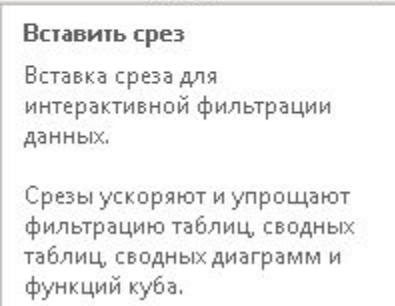 Вставить срез
Вставка среза для
интерактивной фильтрации
данных.
Срезы ускоряют и упрощают
фильтрацию таблиц, сводных
таблиц, сводных диаграмм и
функций куба.